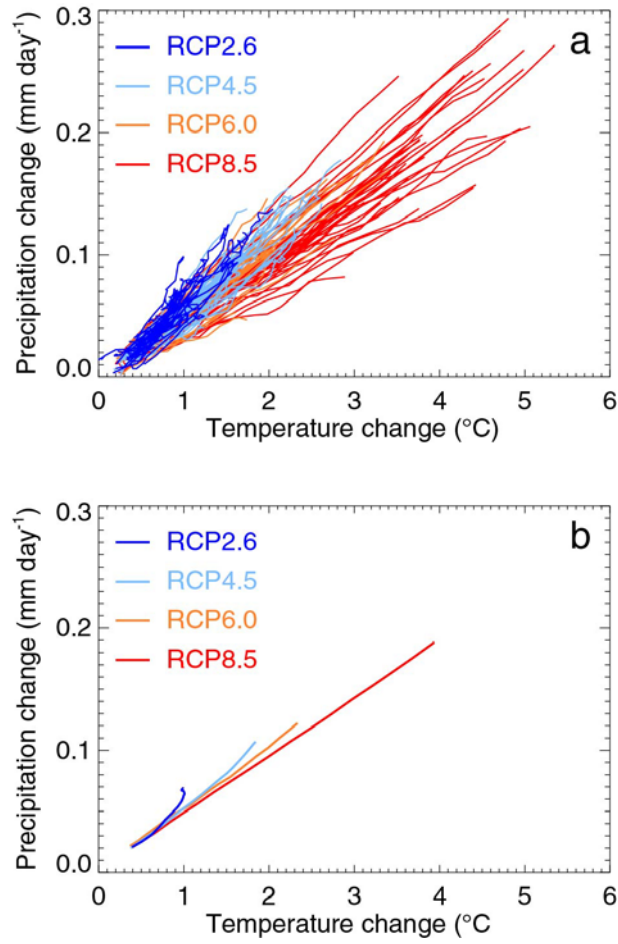 0.3
a
RCP2.6
RCP4.5
RCP6.0
RCP8.5
0.2
0.1
0.0
Precipitation change (mm day-1)
0 1 2 3 4 5 6
Temperature change (°C)
0.3
b
RCP2.6
RCP4.5
RCP6.0
RCP8.5
0.2
0.1
0.0
Precipitation change (mm day-1)
0 1 2 3 4 5 6
Temperature change (°C